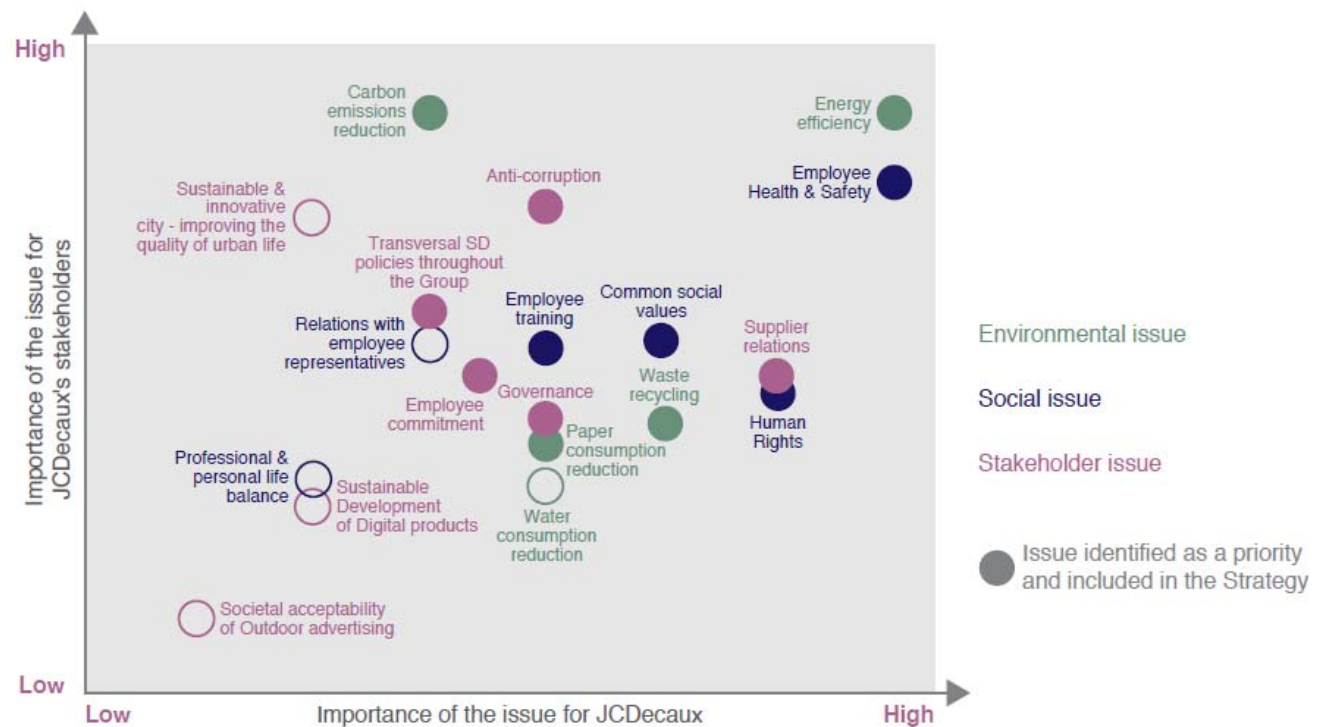 High
Carbon
emissions
reduction
Energy
efficiency
Employee
Health & Safety
Anti-corruption
Sustainable &
innovative
city - improving the
quality of urban life
Transversal SD
policies throughout
the Group
Relations with
employee
representatives
Employee
training
Common social
values
Supplier
relations
Waste
recycling
Employee
commitment
Governance
Human
Rights
Paper
consumption
reduction
Professional &
personal life
balance
Sustainable
Development
of Digital products
Water
consumption
reduction
Societal acceptability
of Outdoor advertising
Importance of the issue for
JCDecaux's stakeholders
Low
Low
Importance of the issue for JCDecaux
High
Environmental issue
Social issue
Stakeholder issue
Issue identified as a priority
and included in the Strategy